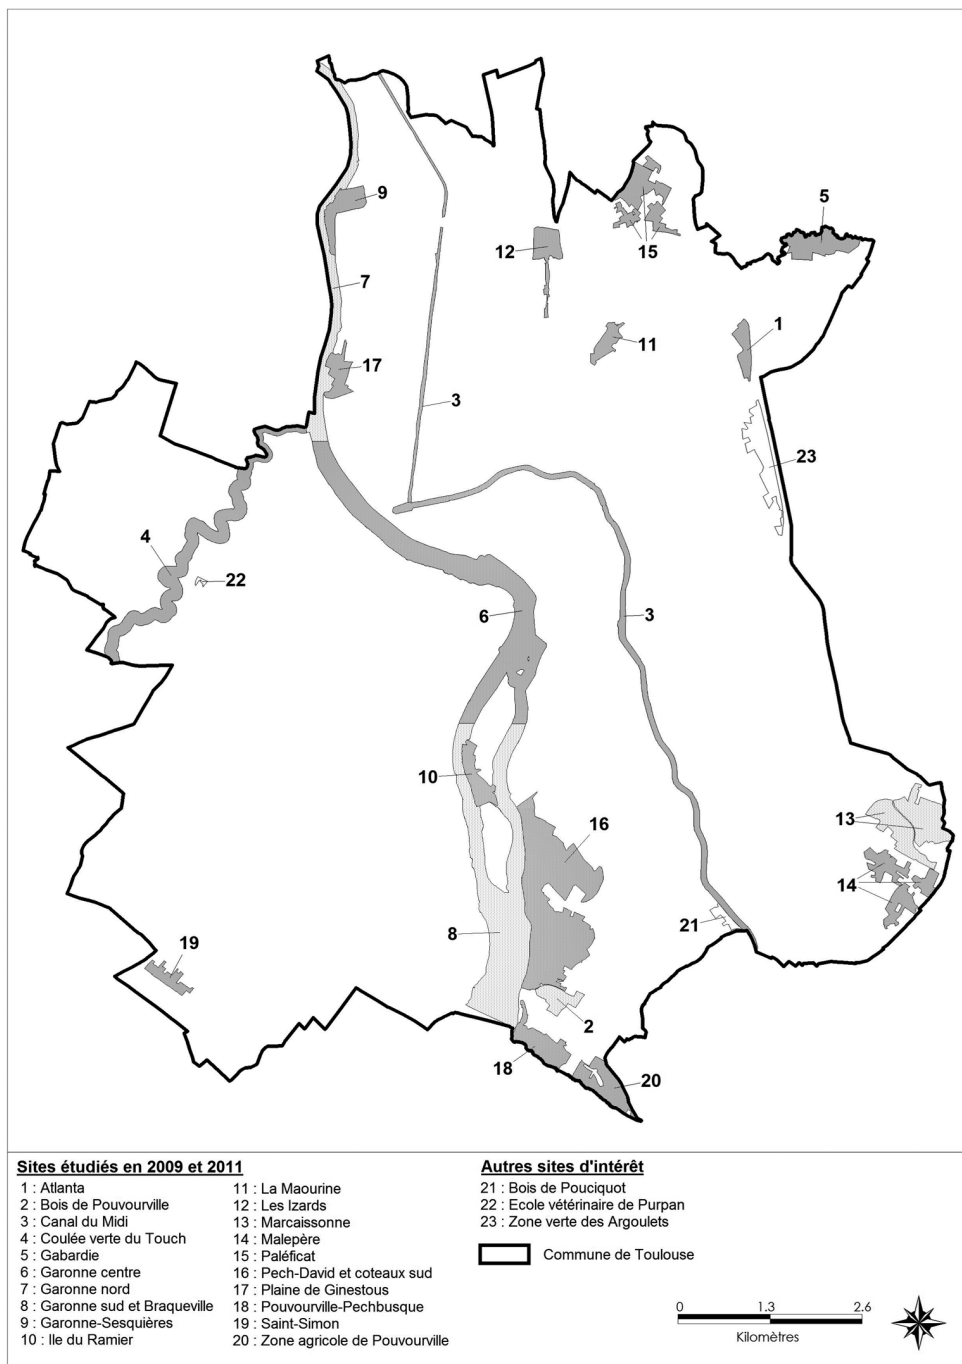 9
5
15
12
7
1
11
17
3
23
4
22
6
3
10
13
16
14
21
8
19
2
18
20
Sites étudiés en 2009 et 2011
1 : Atlanta
2 : Bois de Pouvourville
3 : Canal du Midi
4 : Coulée verte du Touch
5 : Gabardie
6 : Garonne centre
7 : Garonne nord
8 : Garonne sud et Braqueville
9 : Garonne-Sesquières
10 : Ile du Ramier
11 : La Maourine
12 : Les Izards
13 : Marcaissonne
14 : Malepère
15 : Paléficat
16 : Pech-David et coteaux sud
17 : Plaine de Ginestous
18 : Pouvourville-Pechbusque
19 : Saint-Simon
20 : Zone agricole de Pouvourville
Autres sites d'intérêt
21 : Bois de Pouciquot
22 : Ecole vétérinaire de Purpan
23 : Zone verte des Argoulets
Commune de Toulouse
0 1.3 2.6
Kilomètres